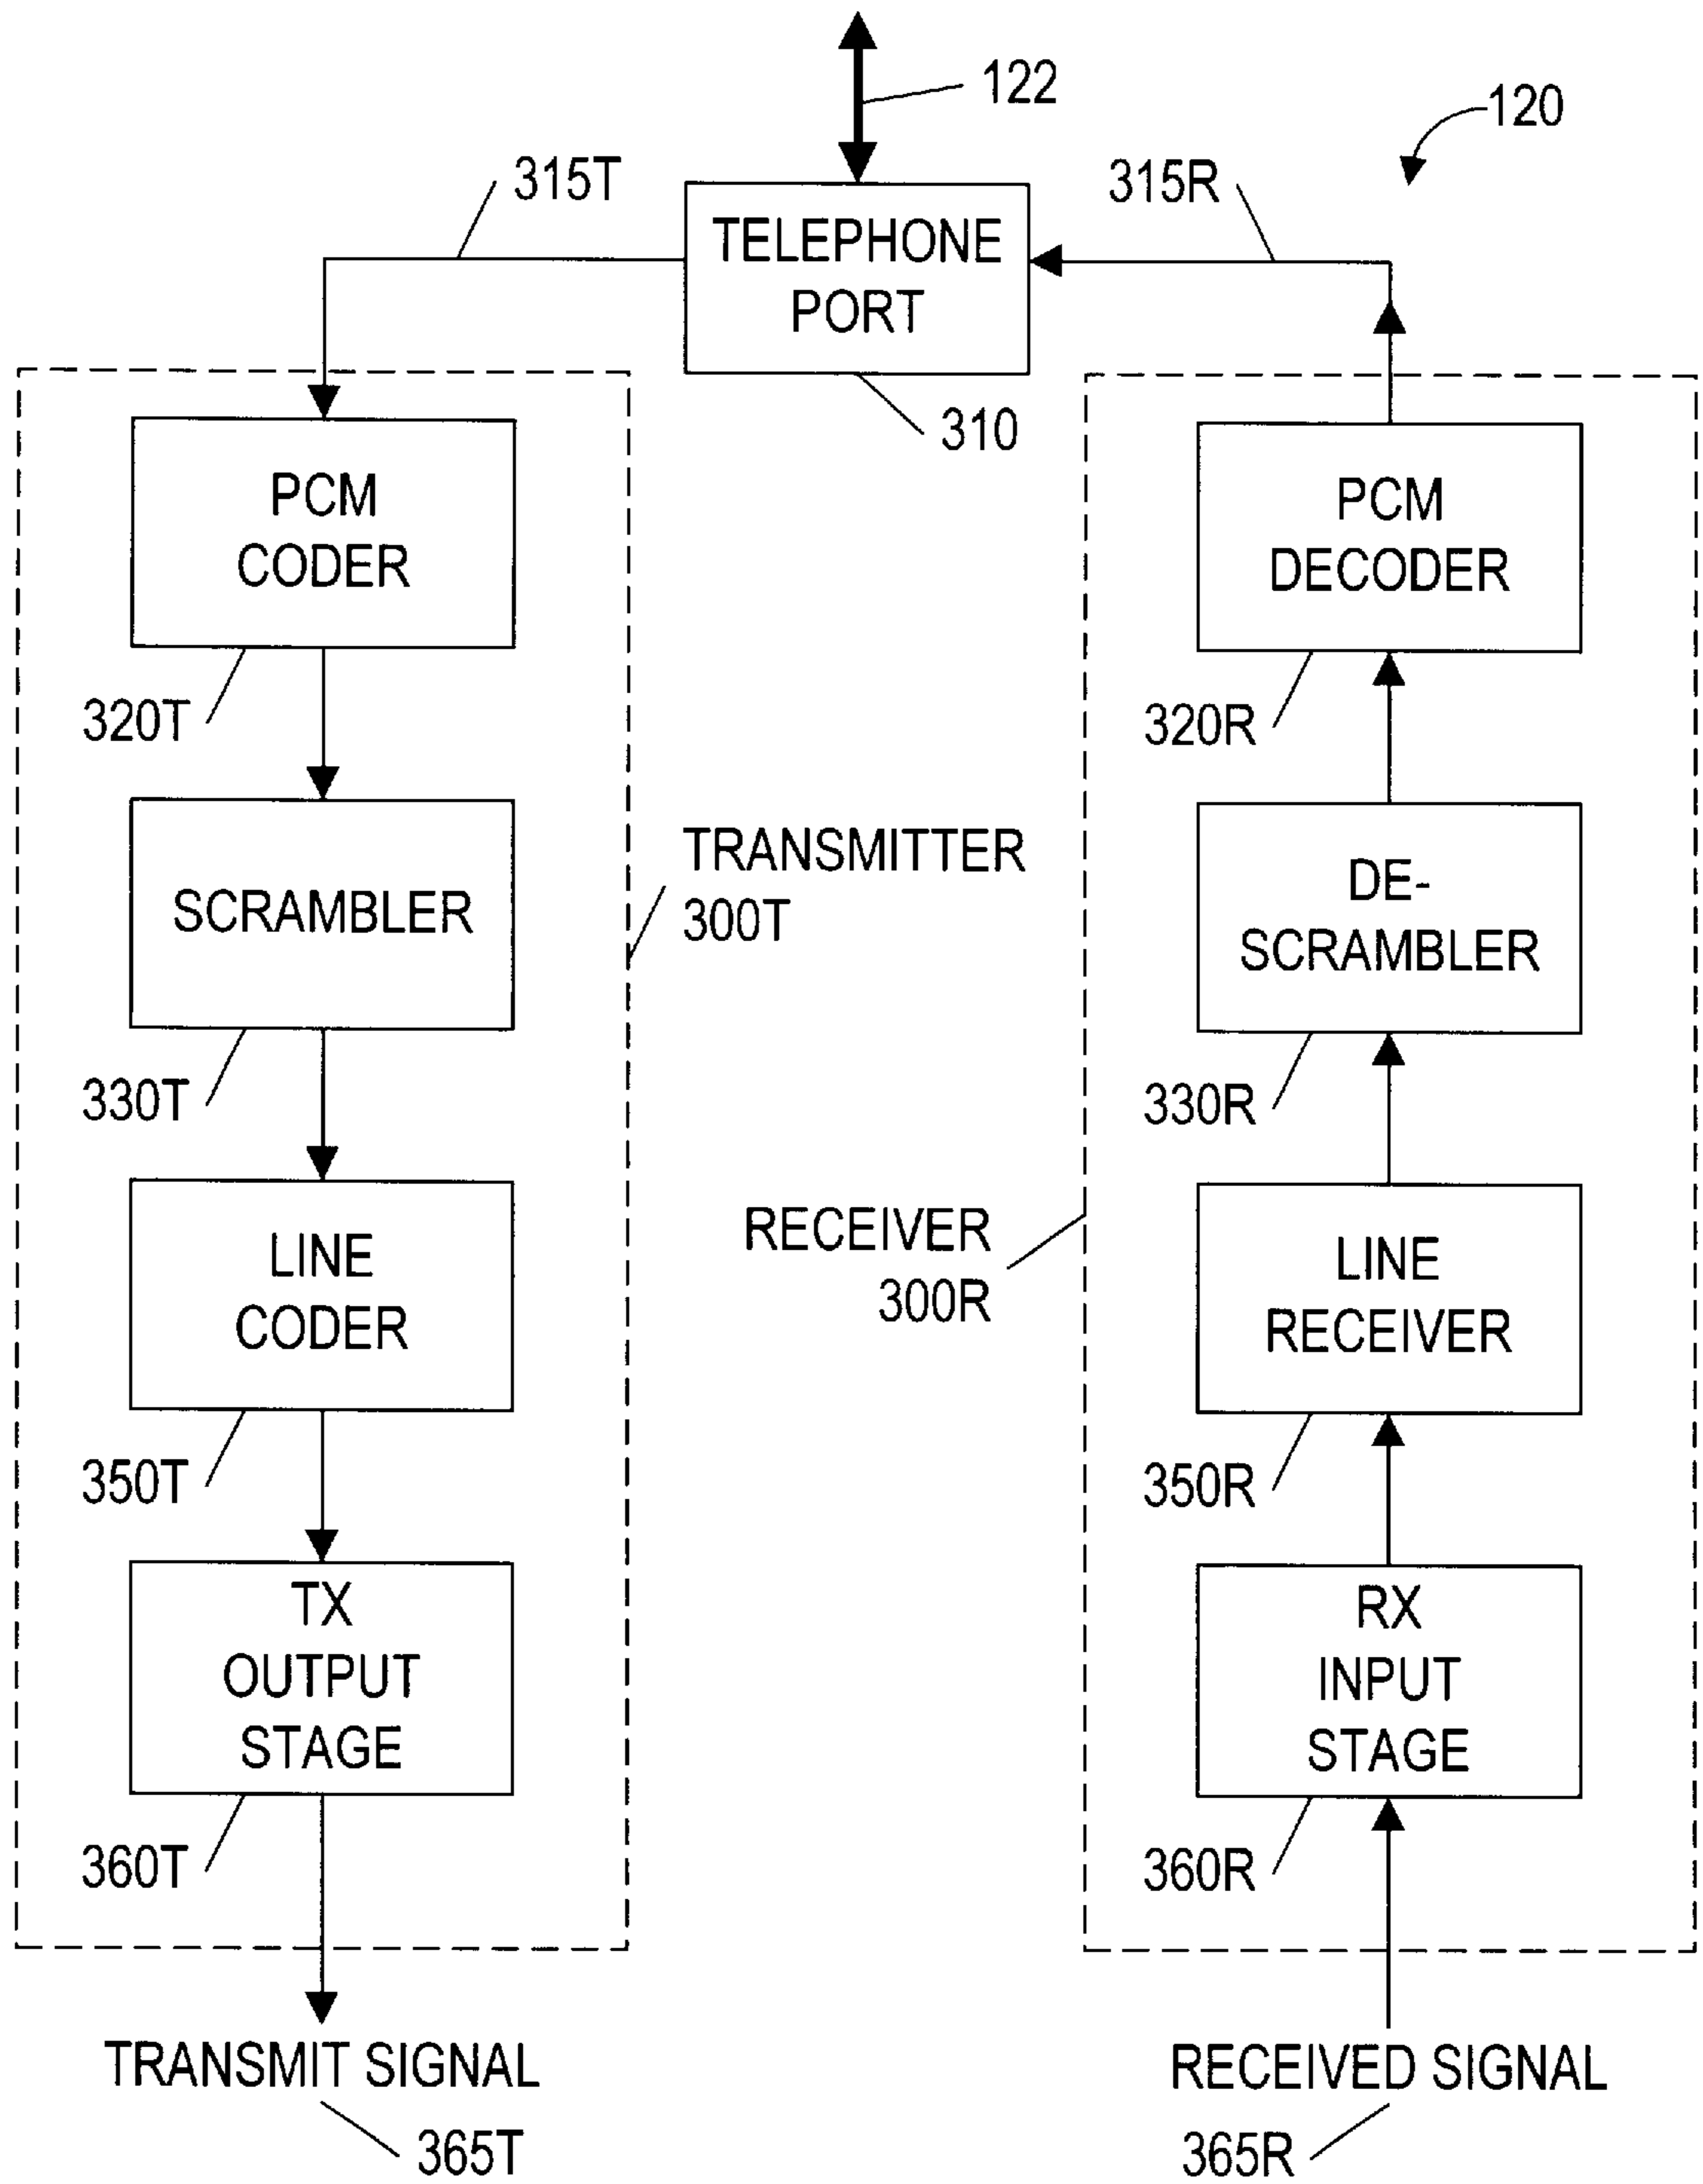 122
120
315T
315R
TELEPHONE
PORT
310
PCM
CODER
320T
PCM
DECODER
320R
SCRAMBLER
330T
TRANSMITTER
300T
DE-
SCRAMBLER
330R
LINE
CODER
350T
RECEIVER
300R
LINE
RECEIVER
350R
TX
OUTPUT
STAGE
360T
RX
INPUT
STAGE
360R
TRANSMIT SIGNAL
365T
RECEIVED SIGNAL
365R